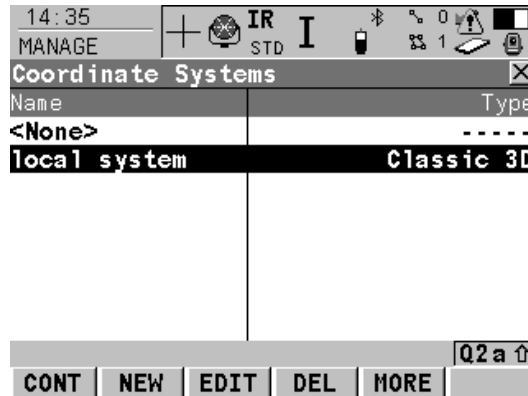 14:35
MANAGE
IR
STD
I
0
1
Coordinate Systems
Name Type
<None> -----
local system Classic 3D
Q2a
CONT NEW EDIT DEL MORE